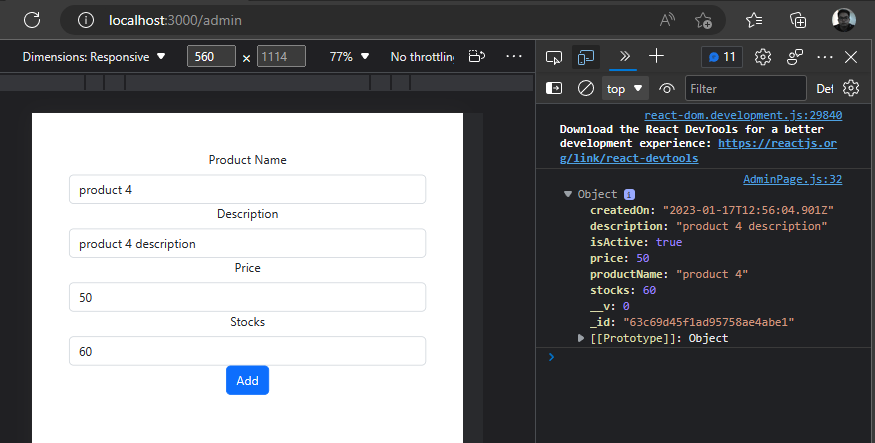 localhost:3000/admin
Dimensions: Responsive ▼ 560 x 1114 77% ▼ No throttling
11
top ▼ Filter Def
react-dom.development.js:29840
Download the React DevTools for a better
development experience: https://reactjs.or
g/link/react-devtools
AdminPage.js:32
▼ Object i
createdOn: "2023-01-17T12:56:04.901Z"
description: "product 4 description"
isActive: true
price: 50
productName: "product 4"
stocks: 60
__v: 0
_id: "63c69d45f1ad95758ae4abe1"
▶ [[Prototype]]: Object
Product Name
product 4
Description
product 4 description
Price
50
Stocks
60
Add